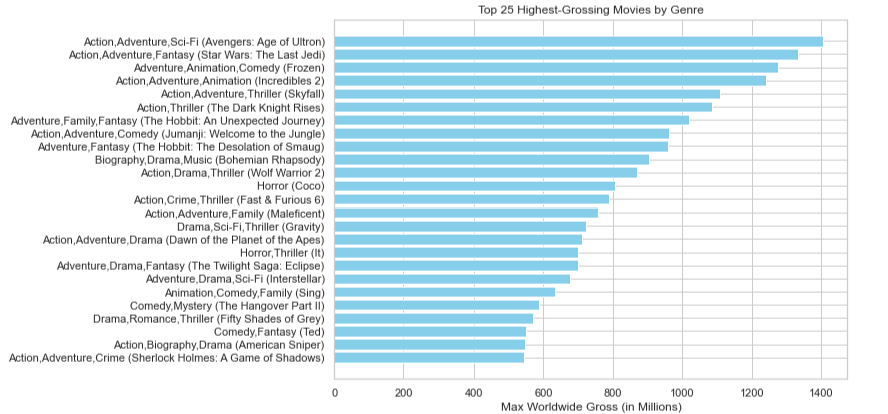 Top 25 Highest-Grossing Movies by Genre
Action,Adventure,Sci-Fi (Avengers: Age of Ultron)
Action,Adventure,Fantasy (Star Wars: The Last Jedi)
Adventure,Animation,Comedy (Frozen)
Action,Adventure,Animation (Incredibles 2)
Action,Adventure,Thriller (Skyfall)
Action,Thriller (The Dark Knight Rises)
Adventure,Family,Fantasy (The Hobbit: An Unexpected Journey)
Action,Adventure,Comedy (Jumanji: Welcome to the Jungle)
Adventure,Fantasy (The Hobbit: The Desolation of Smaug)
Biography,Drama,Music (Bohemian Rhapsody)
Action,Drama,Thriller (Wolf Warrior 2)
Horror (Coco)
Action,Crime,Thriller (Fast & Furious 6)
Action,Adventure,Family (Maleficent)
Drama,Sci-Fi,Thriller (Gravity)
Action,Adventure,Drama (Dawn of the Planet of the Apes)
Horror,Thriller (It)
Adventure,Drama,Fantasy (The Twilight Saga: Eclipse)
Adventure,Drama,Sci-Fi (Interstellar)
Animation,Comedy,Family (Sing)
Comedy,Mystery (The Hangover Part II)
Drama,Romance,Thriller (Fifty Shades of Grey)
Comedy,Fantasy (Ted)
Action,Biography,Drama (American Sniper)
Action,Adventure,Crime (Sherlock Holmes: A Game of Shadows)
0 200 400 600 800 1000 1200 1400
Max Worldwide Gross (in Millions)